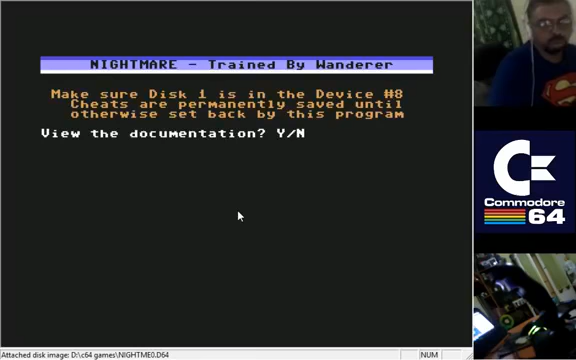 NIGHTMARE - Trained By Wanderer
Make sure Disk 1 is in the Device #8
Cheats are permanently saved until
otherwise set back by this program
View the documentation? Y/N
Commodore
64
Attached disk image: D:\c64 games\NIGHTME0.D64
NUM